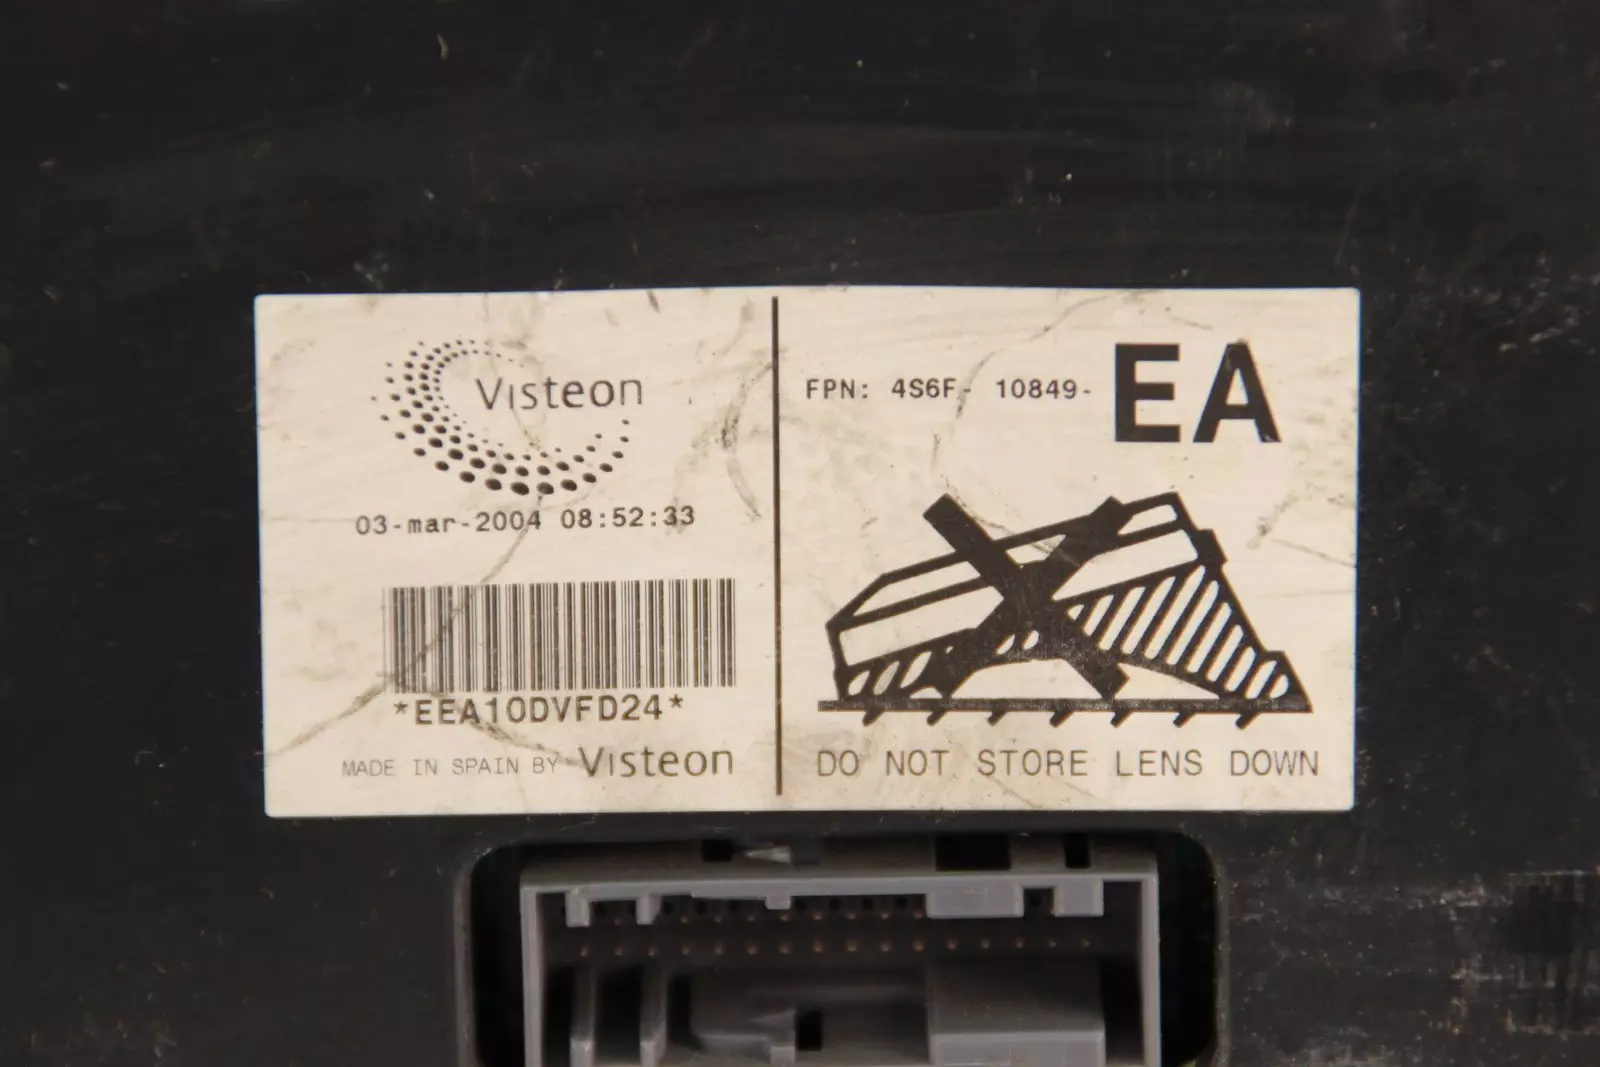 Visteon
03-mar-2004 08:52:33
*EEA10DVFD24*
MADE IN SPAIN BY Visteon
FPN: 4S6F- 10849- EA
DO NOT STORE LENS DOWN